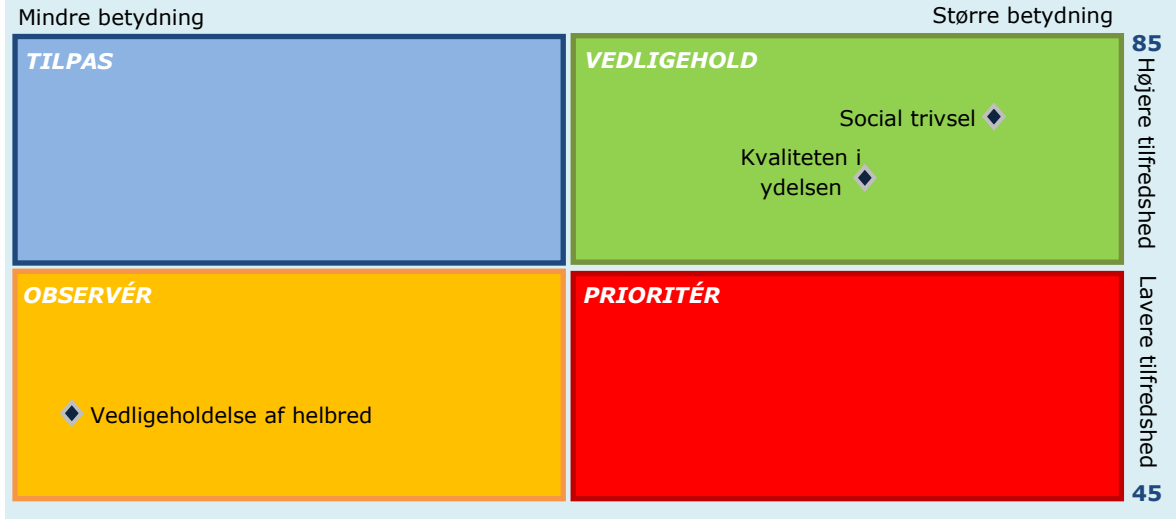 Mindre betydning
Større betydning
TILPAS
VEDLIGEHOLD
85
Højere tilfredshed
Social trivsel
Kvaliteten i
ydelsen
OBSERVÉR
PRIORITÉR
Lavere tilfredshed
Vedligeholdelse af helbred
45